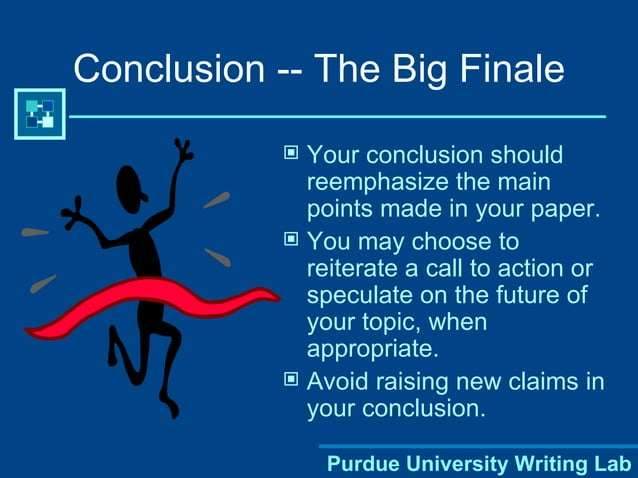 Conclusion -- The Big Finale
Your conclusion should
reemphasize the main
points made in your paper.
You may choose to
reiterate a call to action or
speculate on the future of
your topic, when
appropriate.
Avoid raising new claims in
your conclusion.
Purdue University Writing Lab